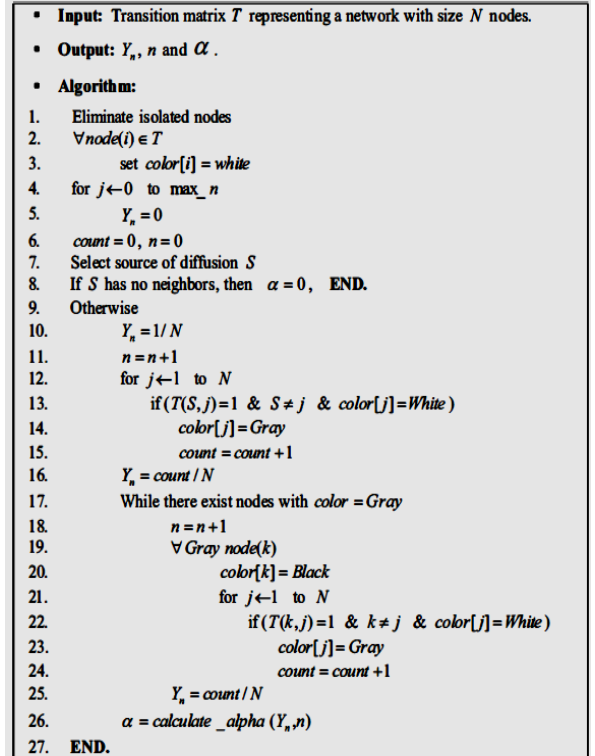 ▪ Input: Transition matrix T representing a network with size N nodes.
▪ Output: Yₙ, n and α .
▪ Algorithm:
1. Eliminate isolated nodes
2. ∀node(i)∈T
3. set color[i] = white
4. for j←0 to max_n
5. Yₙ = 0
6. count = 0, n = 0
7. Select source of diffusion S
8. If S has no neighbors, then α = 0, END.
9. Otherwise
10. Yₙ = 1/N
11. n = n+1
12. for j←1 to N
13. if(T(S,j)=1 & S≠j & color[j]=White)
14. color[j]=Gray
15. count = count +1
16. Yₙ = count/N
17. While there exist nodes with color = Gray
18. n = n+1
19. ∀ Gray node(k)
20. color[k]= Black
21. for j←1 to N
22. if(T(k,j)=1 & k≠j & color[j]=White)
23. color[j]= Gray
24. count = count +1
25. Yₙ = count/N
26. α = calculate_alpha (Yₙ,n)
27. END.